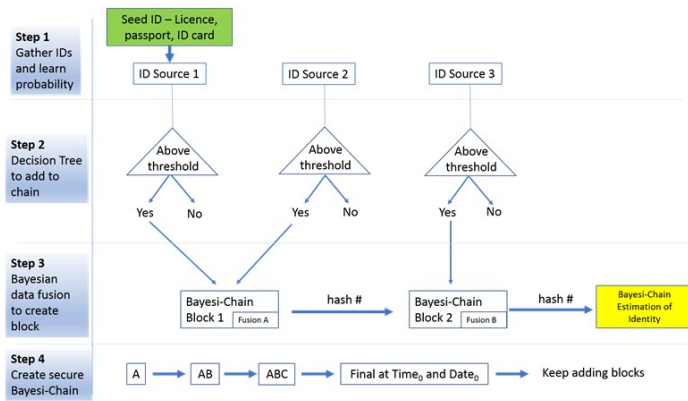 Seed ID – Licence,
passport, ID card
Step 1
Gather IDs
and learn
probability
ID Source 1
ID Source 2
ID Source 3
Step 2
Decision Tree
to add to
chain
Above
threshold
Above
threshold
Above
threshold
Yes
No
Yes
No
Yes
No
Step 3
Bayesian
data fusion
to create
block
Bayesi-Chain
Block 1
Fusion A
hash #
Bayesi-Chain
Block 2
Fusion B
hash #
Bayesi-Chain
Estimation of
Identity
Step 4
Create secure
Bayesi-Chain
A
AB
ABC
Final at Time₀ and Date₀
Keep adding blocks